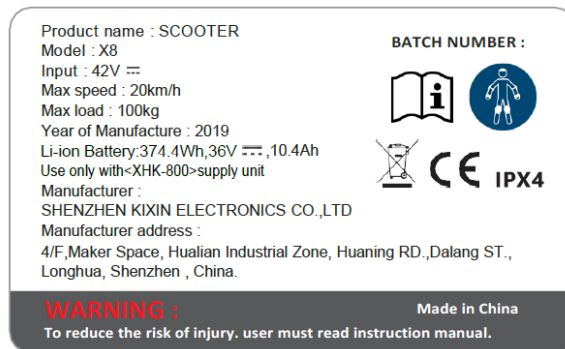 Product name : SCOOTER
Model : X8
Input : 42V ⎓
Max speed : 20km/h
Max load : 100kg
Year of Manufacture : 2019
Li-ion Battery:374.4Wh,36V ⎓,10.4Ah
Use only with<XHK-800>supply unit
Manufacturer :
SHENZHEN KIXIN ELECTRONICS CO.,LTD
Manufacturer address :
4/F,Maker Space, Hualian Industrial Zone, Huaning RD.,Dalang ST.,
Longhua, Shenzhen , China.
BATCH NUMBER :
i
CE IPX4
WARNING :
Made in China
To reduce the risk of injury. user must read instruction manual.